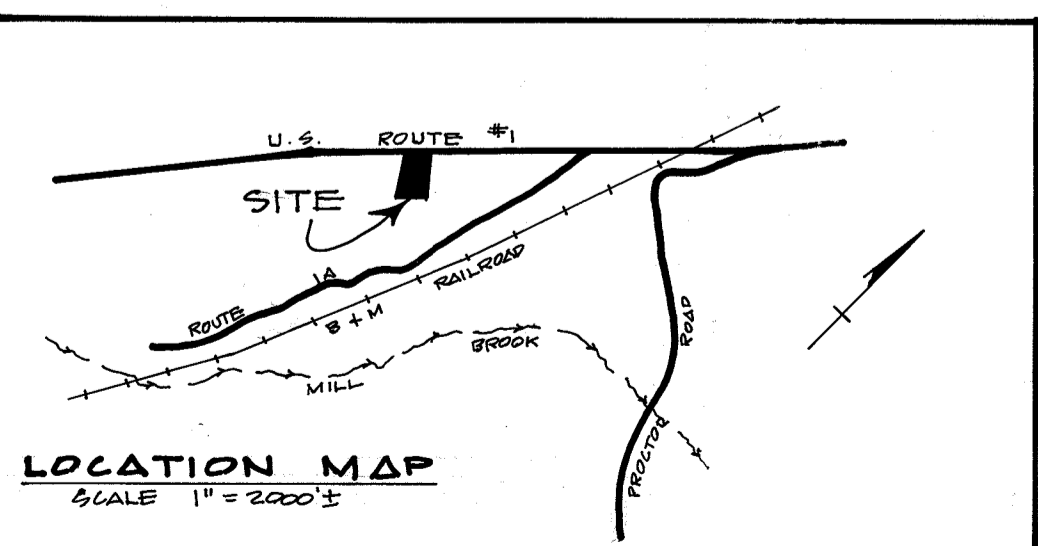 U.S. ROUTE #1
SITE
ROUTE 1A
B + M RAILROAD
MILL BROOK
PROCTOR ROAD
LOCATION MAP
SCALE 1" = 2000'±